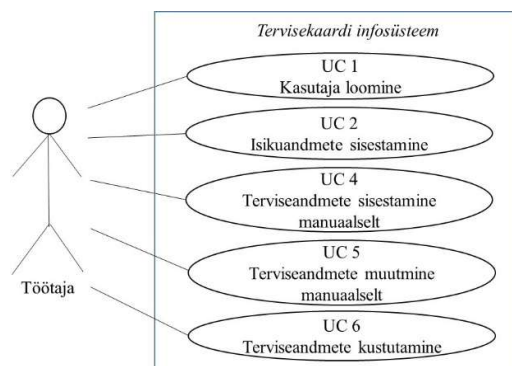 Tervisekaardi infosüsteem
UC 1
Kasutaja loomine
UC 2
Isikuandmete sisestamine
UC 4
Terviseandmete sisestamine
manuaalselt
UC 5
Terviseandmete muutmine
manuaalselt
UC 6
Terviseandmete kustutamine
Töötaja